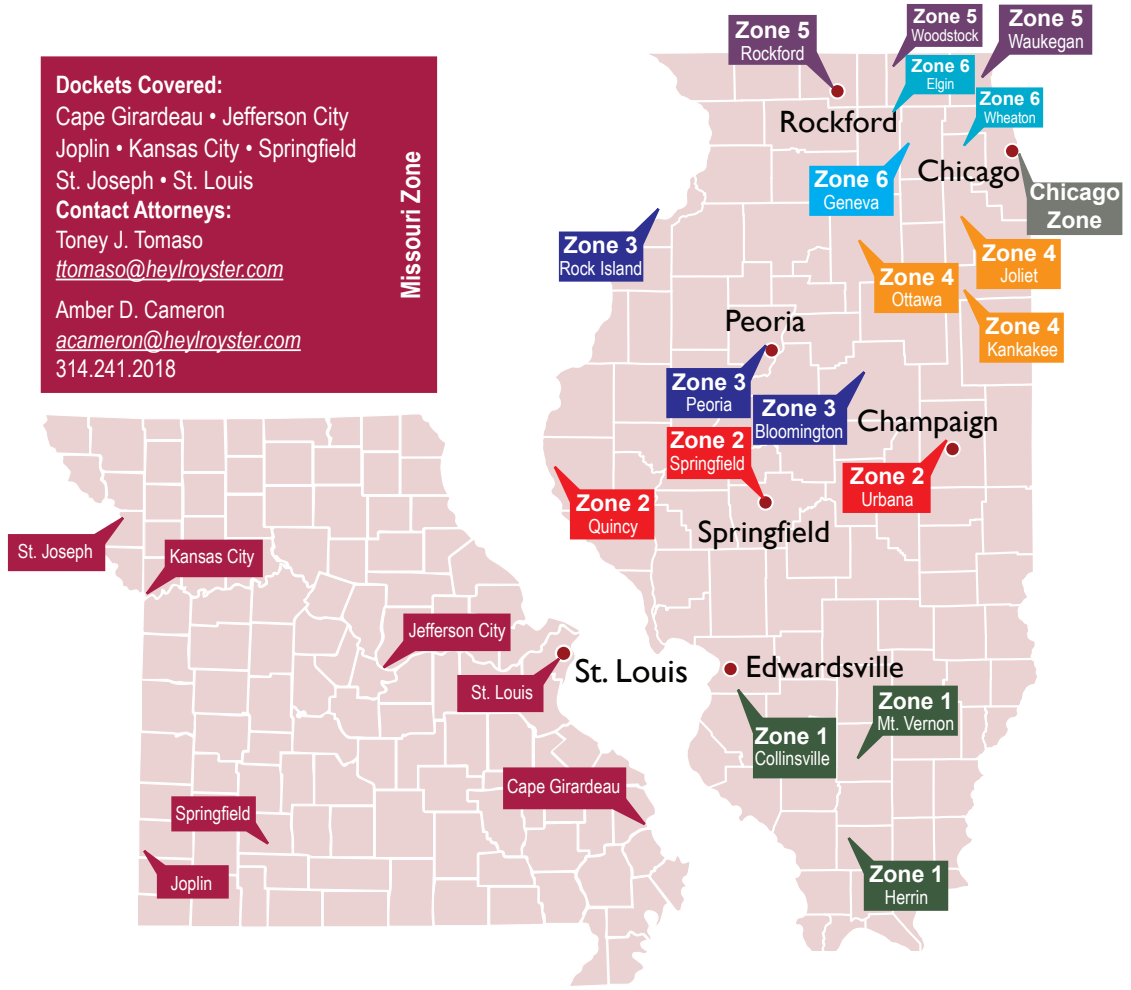 Dockets Covered:
Cape Girardeau • Jefferson City
Joplin • Kansas City • Springfield
St. Joseph • St. Louis
Contact Attorneys:
Toney J. Tomaso
ttomaso@heylroyster.com
Amber D. Cameron
acameron@heylroyster.com
314.241.2018
Missouri Zone
Zone 5
Rockford
Zone 5
Woodstock
Zone 5
Waukegan
Zone 6
Elgin
Zone 6
Wheaton
Rockford
Chicago
Zone 6
Geneva
Chicago
Zone
Zone 3
Rock Island
Zone 4
Ottawa
Zone 4
Joliet
Zone 4
Kankakee
Peoria
Zone 3
Peoria
Zone 3
Bloomington
Champaign
Zone 2
Springfield
Zone 2
Urbana
Zone 2
Quincy
Springfield
St. Joseph
Kansas City
Jefferson City
St. Louis
St. Louis
Edwardsville
Zone 1
Mt. Vernon
Zone 1
Collinsville
Cape Girardeau
Springfield
Joplin
Zone 1
Herrin